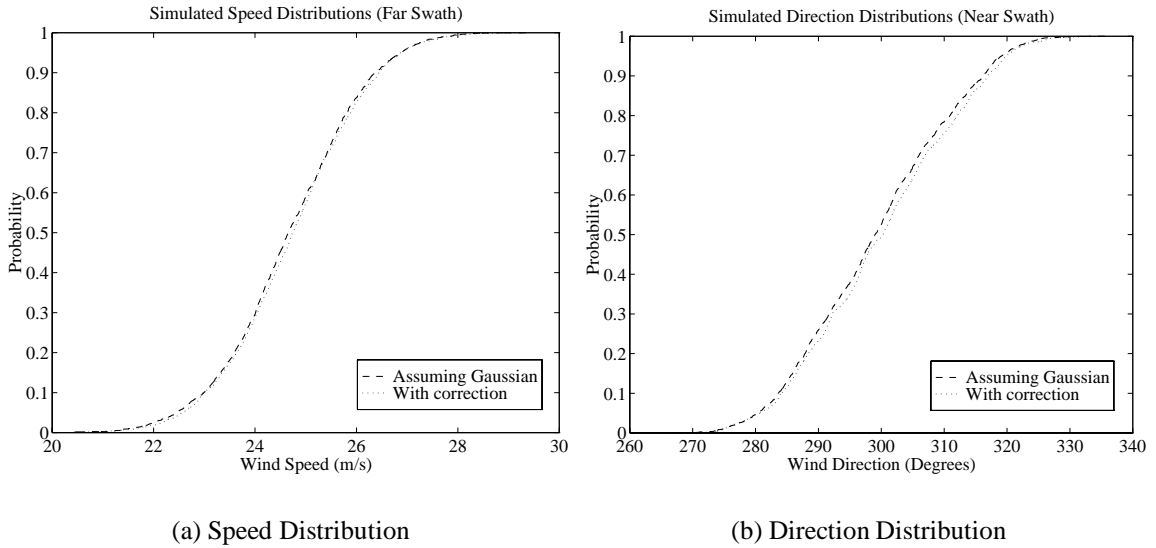 Simulated Speed Distributions (Far Swath)
1
0.9
0.8
0.7
0.6
0.5
0.4
0.3
0.2
0.1
0
Probability
Assuming Gaussian
With correction
20 22 24 26 28 30
Wind Speed (m/s)
(a) Speed Distribution
Simulated Direction Distributions (Near Swath)
1
0.9
0.8
0.7
0.6
0.5
0.4
0.3
0.2
0.1
0
Probability
Assuming Gaussian
With correction
260 270 280 290 300 310 320 330 340
Wind Direction (Degrees)
(b) Direction Distribution